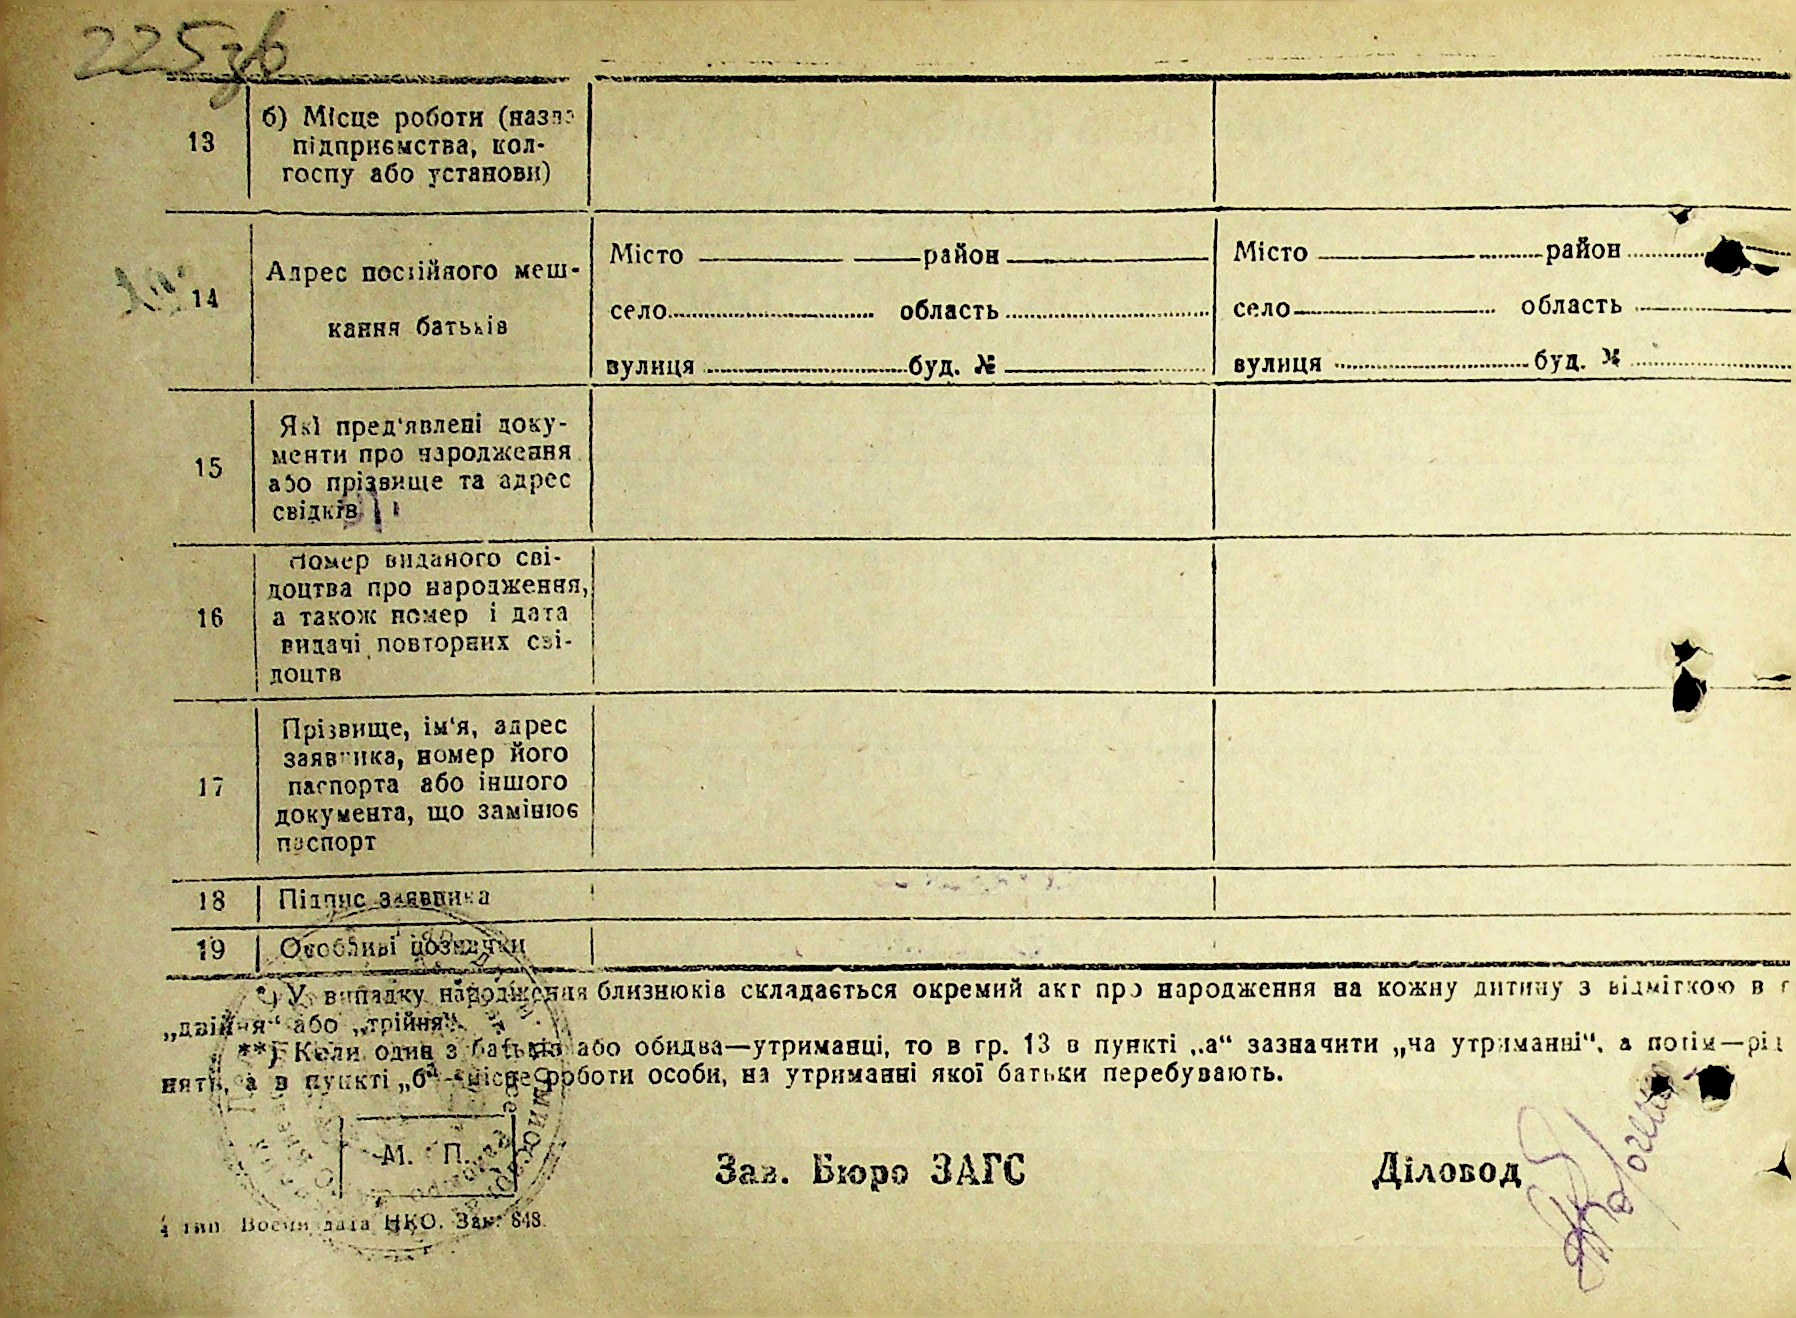 225зв
13
б) Місце роботи (назва
підприємства, кол-
госпу або установи)
14
Адрес постійного меш-
кання батьків
Місто район
село область
вулиця буд. №
Місто район
село область
вулиця буд. №
15
Які пред'явлені доку-
менти про народження
або прізвище та адрес
свідків
16
Номер виданого сві-
доцтва про народження,
а також номер і дата
видачі повторних сві-
доцтв
17
Прізвище, ім'я, адрес
заявника, номер його
паспорта або іншого
документа, що замінює
паспорт
18 Підпис заявника
19 Особливі позначки
*) У випадку народження близнюків складається окремий акт про народження на кожну дитину з відміткою в г
„двійня“ або „трійня“.
**) Коли один з батьків або обидва—утриманці, то в гр. 13 в пункті „а“ зазначити „на утриманні“, а потім—рід
няти, а в пункті „б“—місце роботи особи, на утриманні якої батьки перебувають.
М. П.
Зав. Бюро ЗАГС
Діловод
4 тип. НКО. Зак. 848.